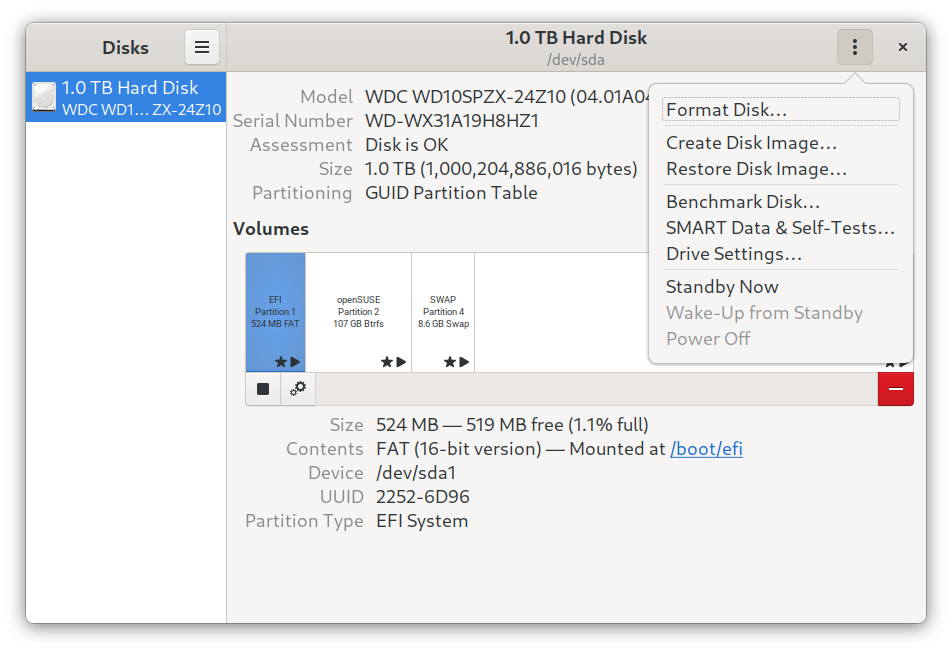 Disks
1.0 TB Hard Disk
/dev/sda
1.0 TB Hard Disk
WDC WD1… ZX-24Z10
Model WDC WD10SPZX-24Z10 (04.01A04
Serial Number WD-WX31A19H8HZ1
Assessment Disk is OK
Size 1.0 TB (1,000,204,886,016 bytes)
Partitioning GUID Partition Table
Format Disk…
Create Disk Image…
Restore Disk Image…
Benchmark Disk…
SMART Data & Self-Tests…
Drive Settings…
Standby Now
Wake-Up from Standby
Power Off
Volumes
EFI
Partition 1
524 MB FAT
openSUSE
Partition 2
107 GB Btrfs
SWAP
Partition 4
8.6 GB Swap
Size 524 MB — 519 MB free (1.1% full)
Contents FAT (16-bit version) — Mounted at /boot/efi
Device /dev/sda1
UUID 2252-6D96
Partition Type EFI System